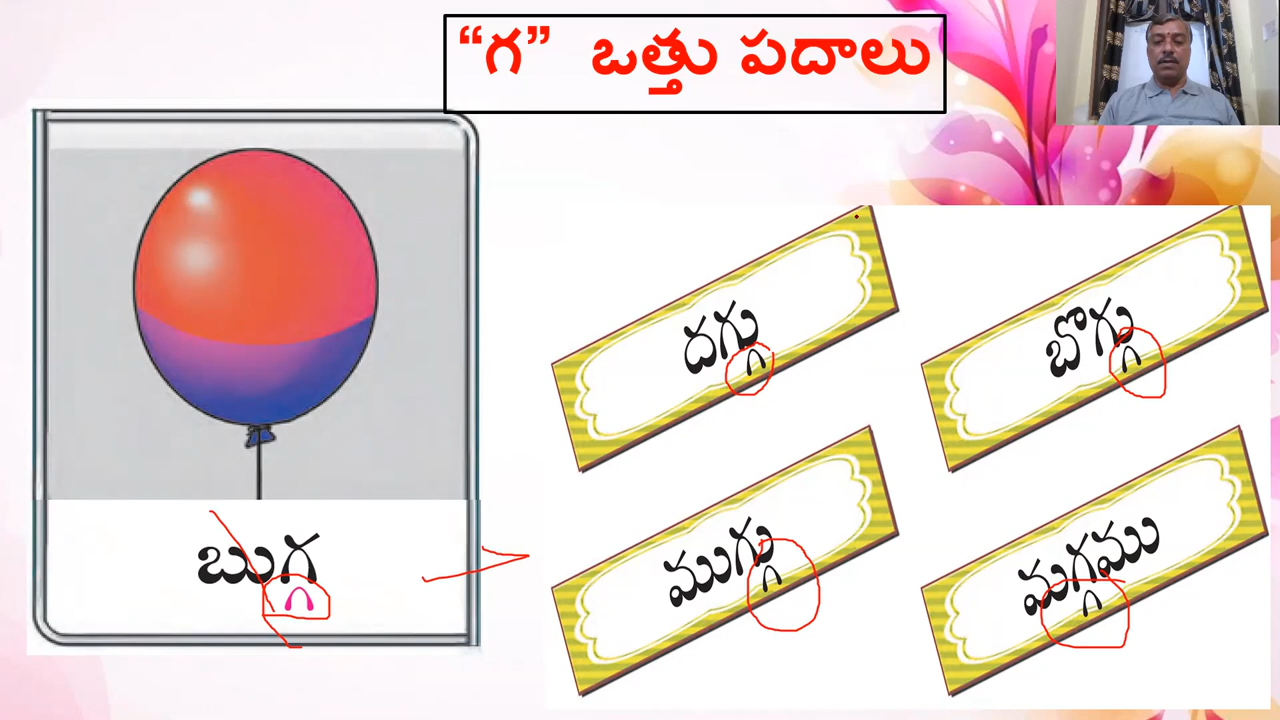 “గ” ఒత్తు పదాలు
బుగ్గ
దగ్గు
బొగ్గు
ముగ్గు
మగ్గము